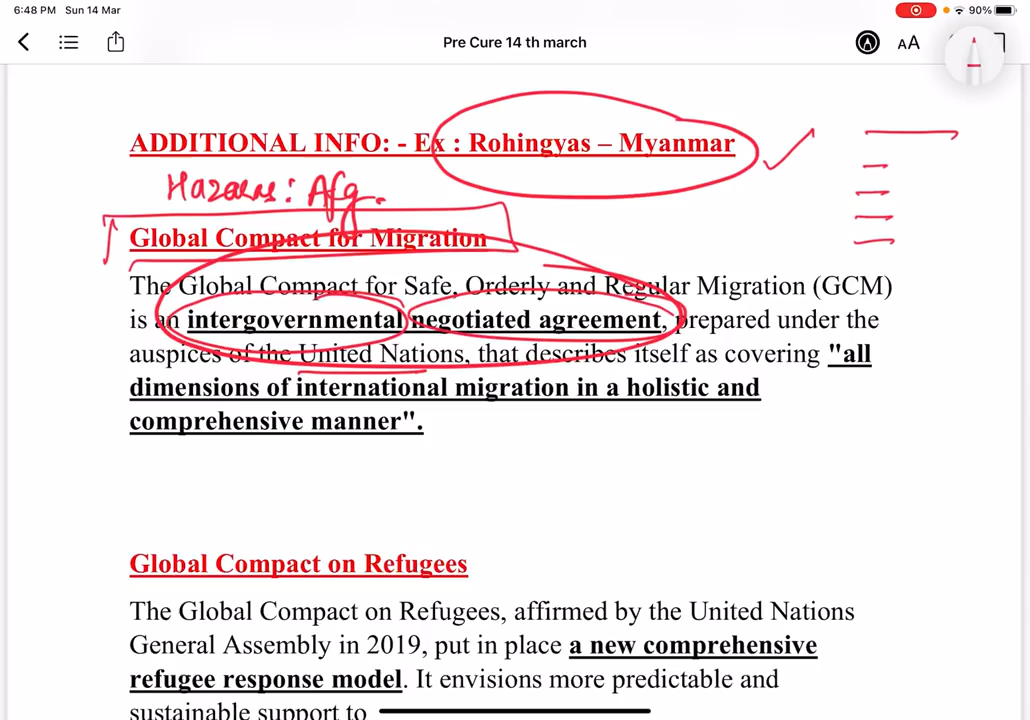 6:48 PM Sun 14 Mar 90%
Pre Cure 14 th march AA
ADDITIONAL INFO: - Ex : Rohingyas – Myanmar
Hazaras: Afg.
Global Compact for Migration
The Global Compact for Safe, Orderly and Regular Migration (GCM)
is an intergovernmental negotiated agreement, prepared under the
auspices of the United Nations, that describes itself as covering "all
dimensions of international migration in a holistic and
comprehensive manner".
Global Compact on Refugees
The Global Compact on Refugees, affirmed by the United Nations
General Assembly in 2019, put in place a new comprehensive
refugee response model. It envisions more predictable and
sustainable support to